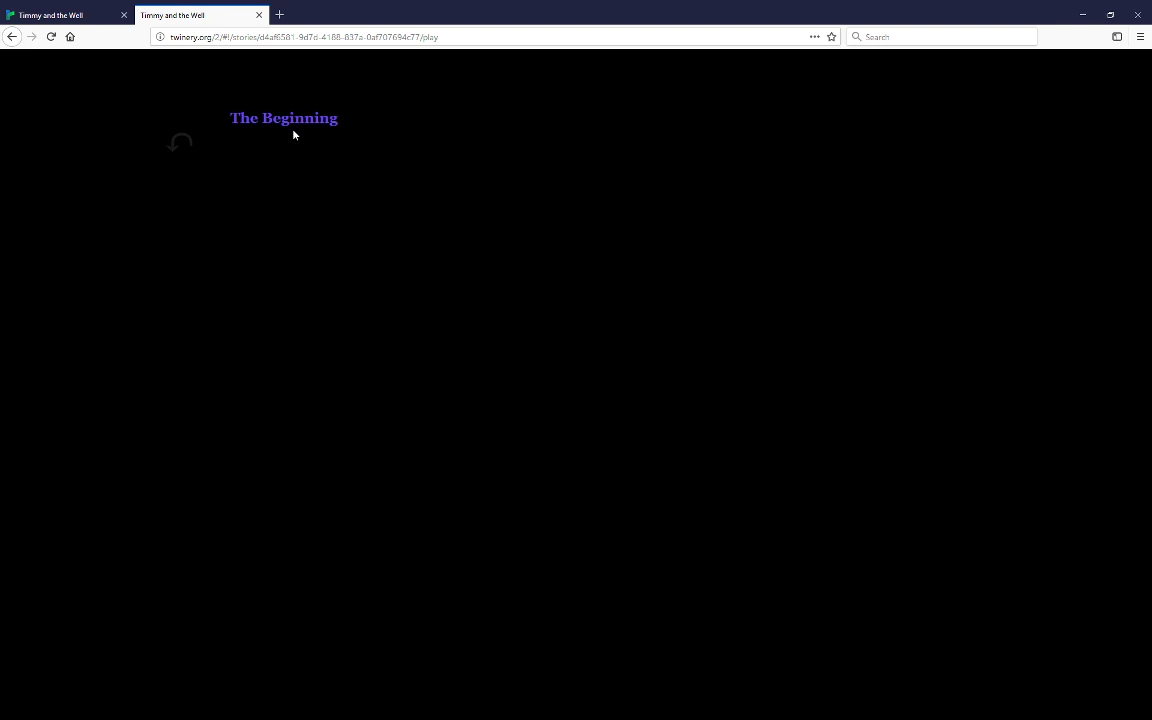 Timmy and the Well
Timmy and the Well
twinery.org/2/#!/stories/d4af6581-9d7d-4188-837a-0af707694c77/play
Search
The Beginning